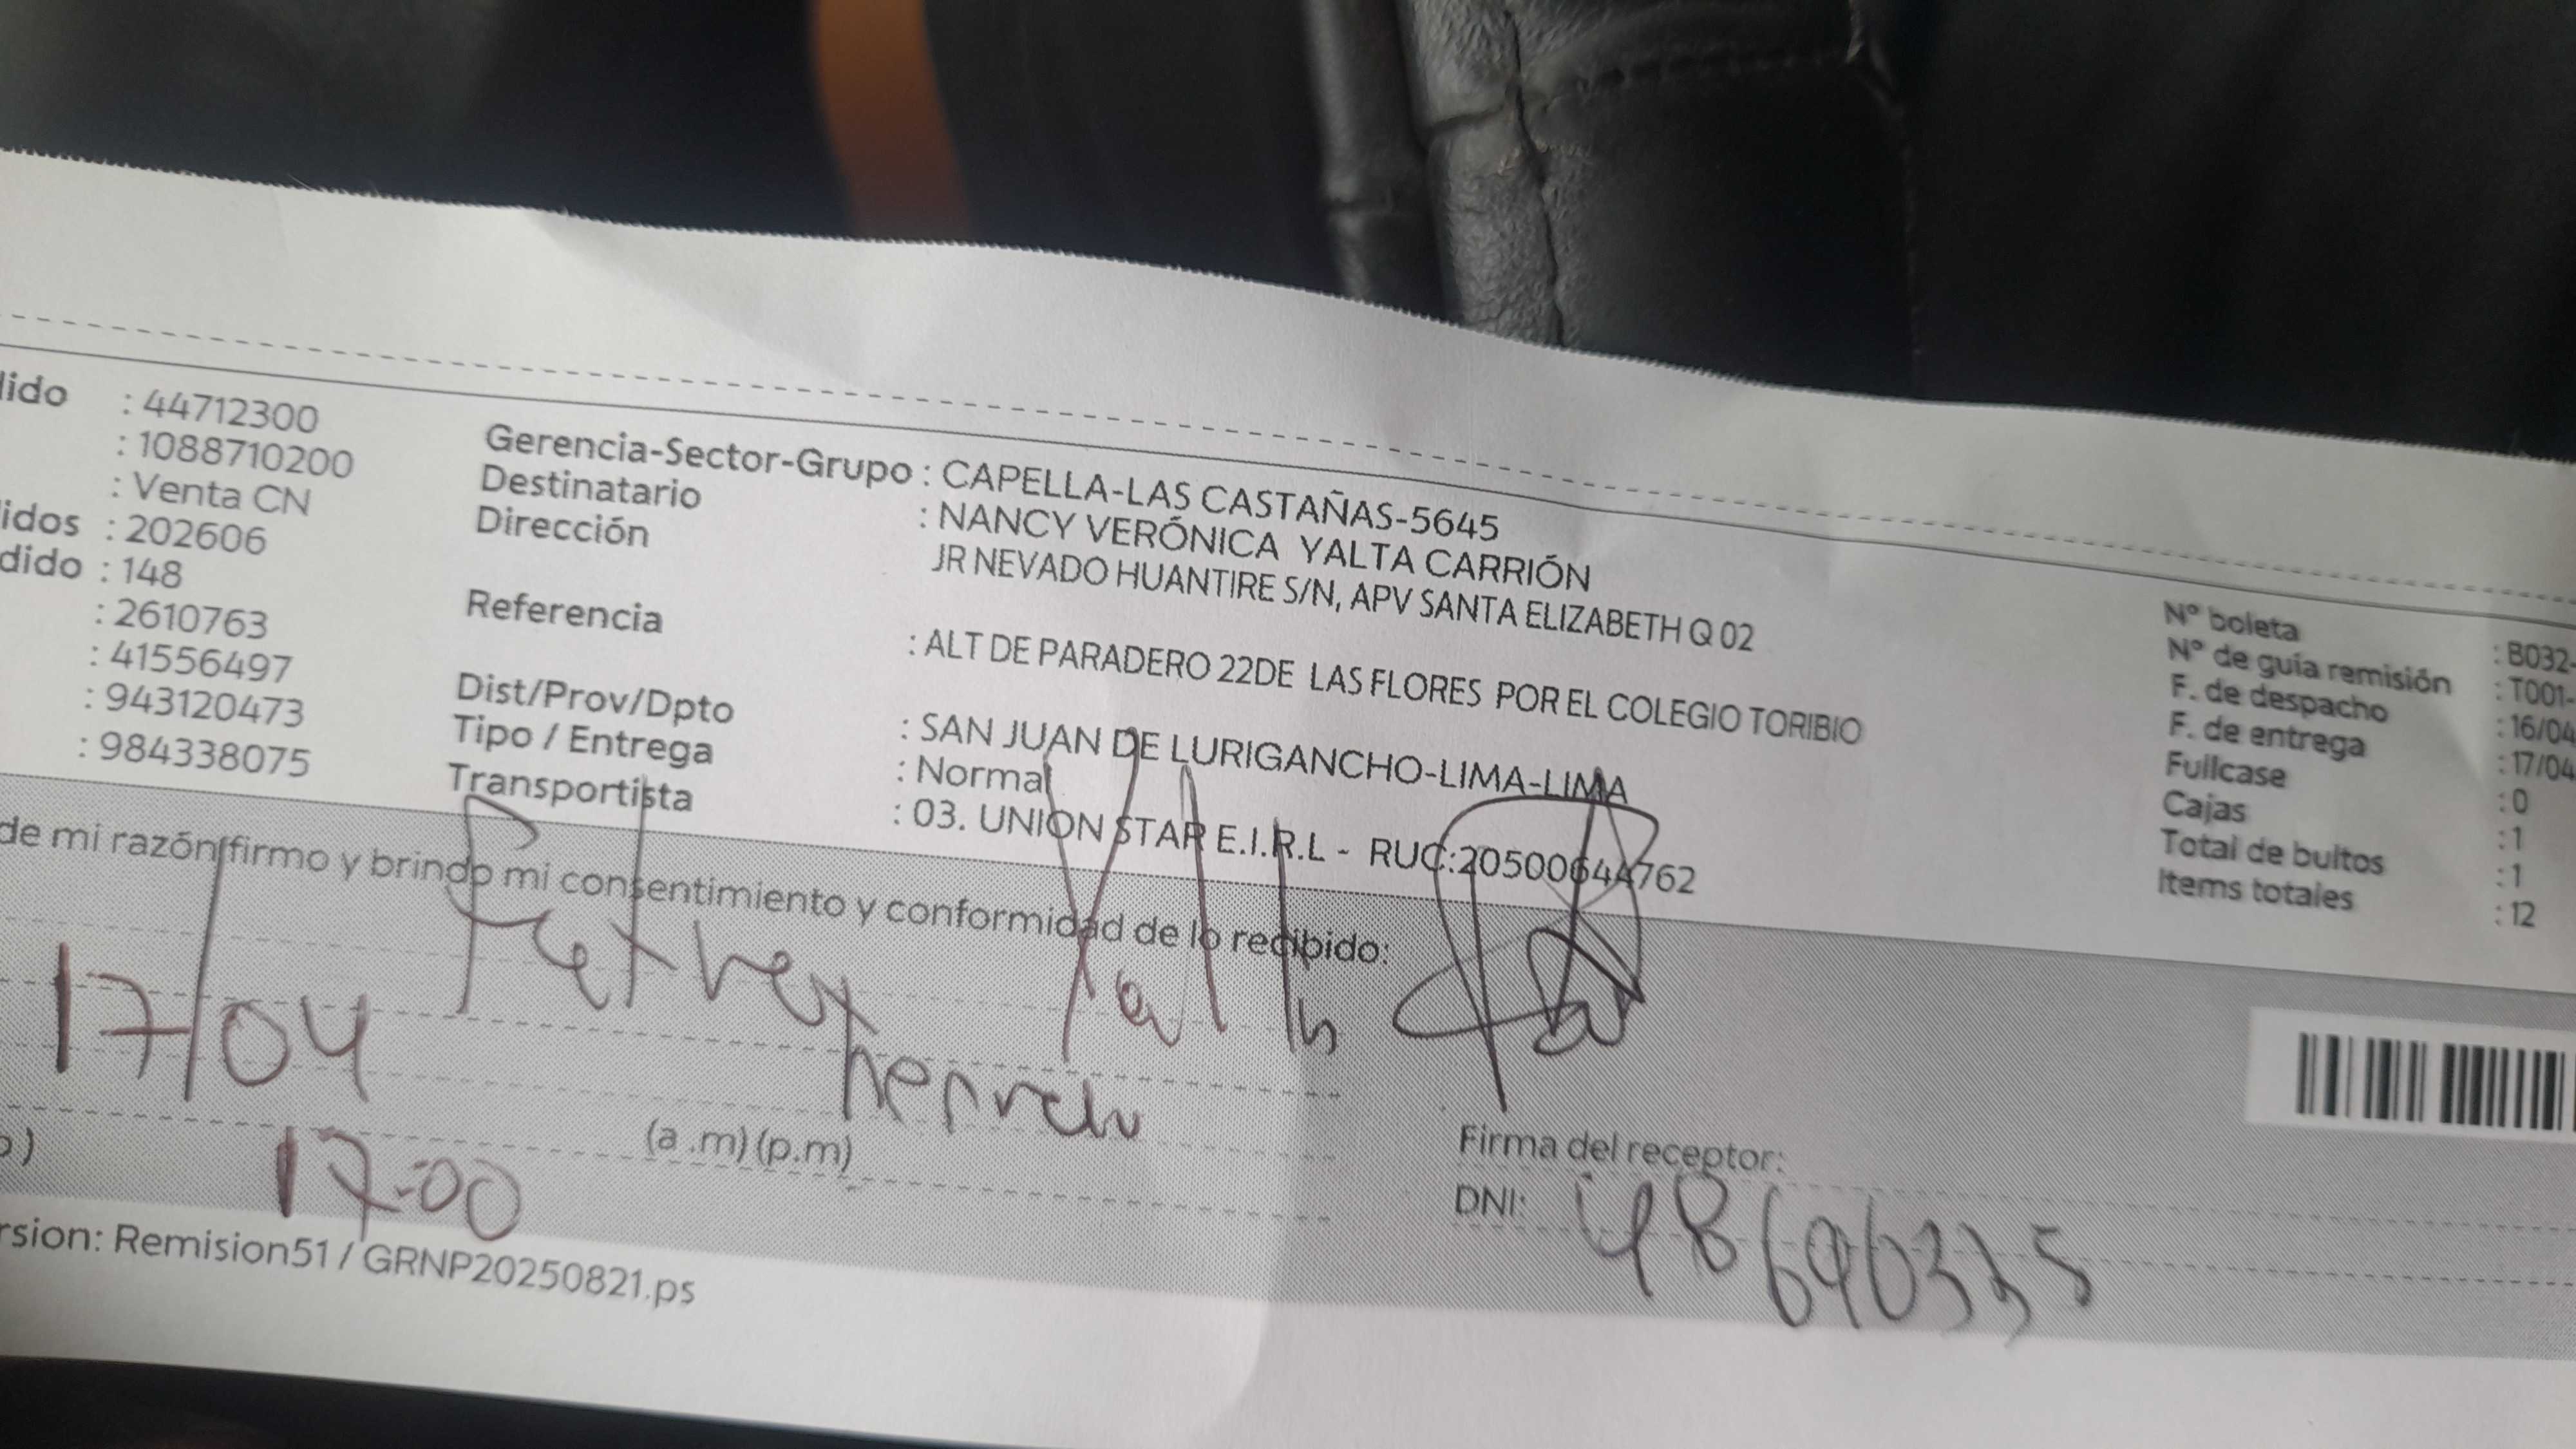 dido : 44712300
: 1088710200
: Venta CN
idos : 202606
dido : 148
: 2610763
: 41556497
: 943120473
: 984338075
Gerencia-Sector-Grupo : CAPELLA-LAS CASTAÑAS-5645
Destinatario : NANCY VERÓNICA YALTA CARRIÓN
Dirección JR NEVADO HUANTIRE S/N, APV SANTA ELIZABETH Q 02
Referencia : ALT DE PARADERO 22DE LAS FLORES POR EL COLEGIO TORIBIO
Dist/Prov/Dpto : SAN JUAN DE LURIGANCHO-LIMA-LIMA
Tipo / Entrega : Normal
Transportista : 03. UNION STAR E.I.R.L - RUC:20500644762
N° boleta : B032-
N° de guía remisión : T001-
F. de despacho : 16/04
F. de entrega : 17/04
Fullcase : 0
Cajas : 1
Total de bultos : 1
Items totales : 12
de mi razón firmo y brindo mi consentimiento y conformidad de lo recibido:
17/04
17:00 (a .m) (p.m)
Firma del receptor:
DNI: 48690335
rsion: Remision51 / GRNP20250821.ps